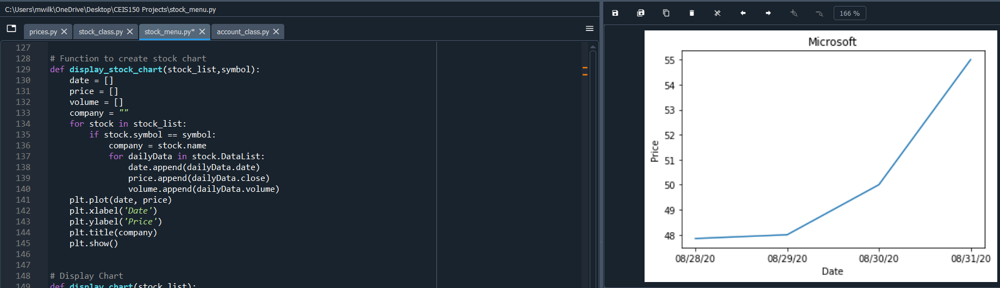 C:\Users\mwilk\OneDrive\Desktop\CEIS150 Projects\stock_menu.py
prices.py stock_class.py stock_menu.py* account_class.py
127
128 # Function to create stock chart
129 def display_stock_chart(stock_list,symbol):
130     date = []
131     price = []
132     volume = []
133     company = ""
134     for stock in stock_list:
135         if stock.symbol == symbol:
136             company = stock.name
137             for dailyData in stock.DataList:
138                 date.append(dailyData.date)
139                 price.append(dailyData.close)
140                 volume.append(dailyData.volume)
141     plt.plot(date, price)
142     plt.xlabel('Date')
143     plt.ylabel('Price')
144     plt.title(company)
145     plt.show()
146
147
148 # Display Chart
149 def display_chart(stock_list):
166 %
Microsoft
55
54
53
52
51
50
49
48
Price
08/28/20 08/29/20 08/30/20 08/31/20
Date